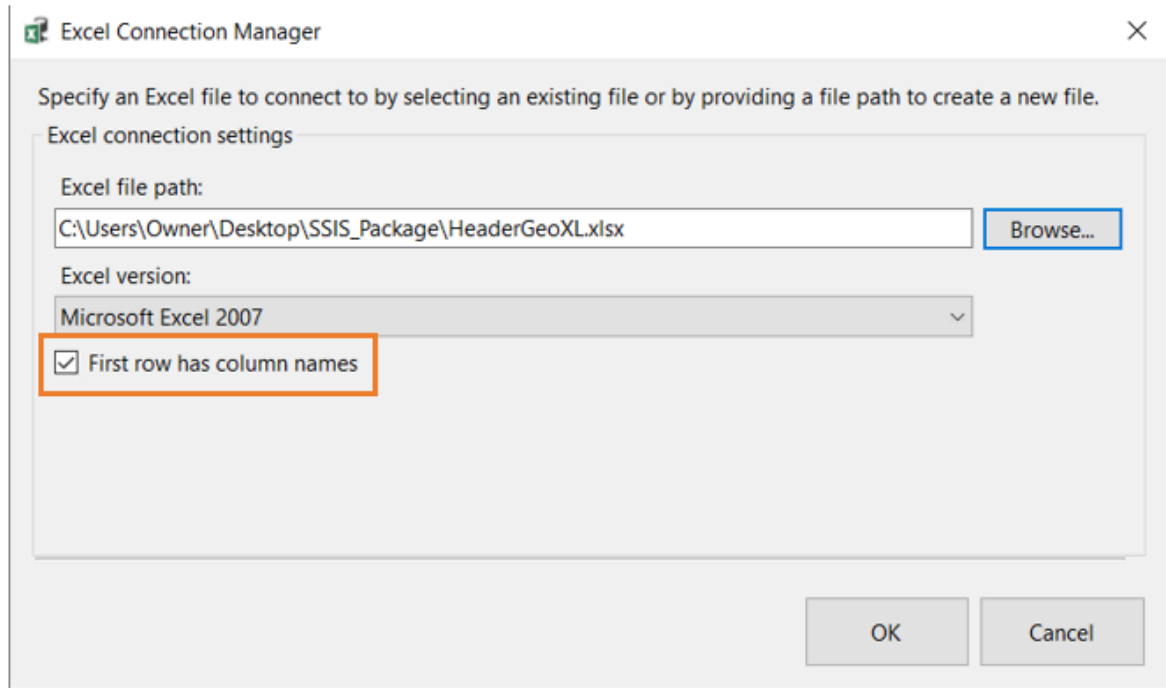 Excel Connection Manager
Specify an Excel file to connect to by selecting an existing file or by providing a file path to create a new file.
Excel connection settings
Excel file path:
C:\Users\Owner\Desktop\SSIS_Package\HeaderGeoXL.xlsx
Browse...
Excel version:
Microsoft Excel 2007
First row has column names
OK
Cancel